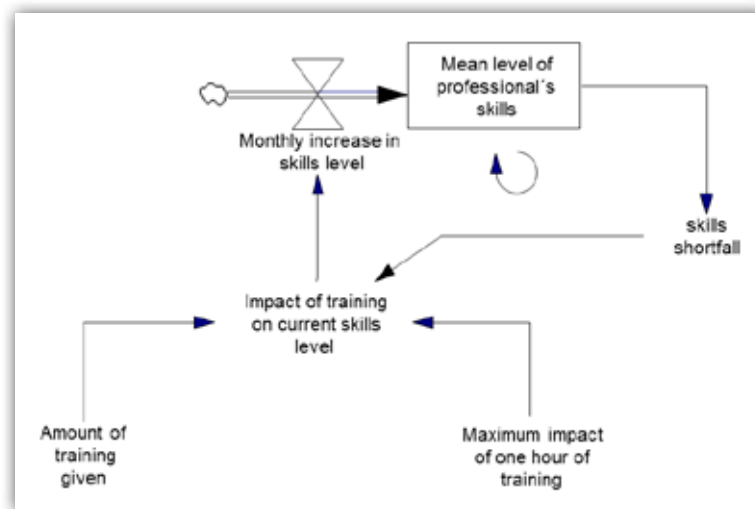 Mean level of
professional´s
skills
Monthly increase in
skills level
skills
shortfall
Impact of training
on current skills
level
Amount of
training
given
Maximum impact
of one hour of
training